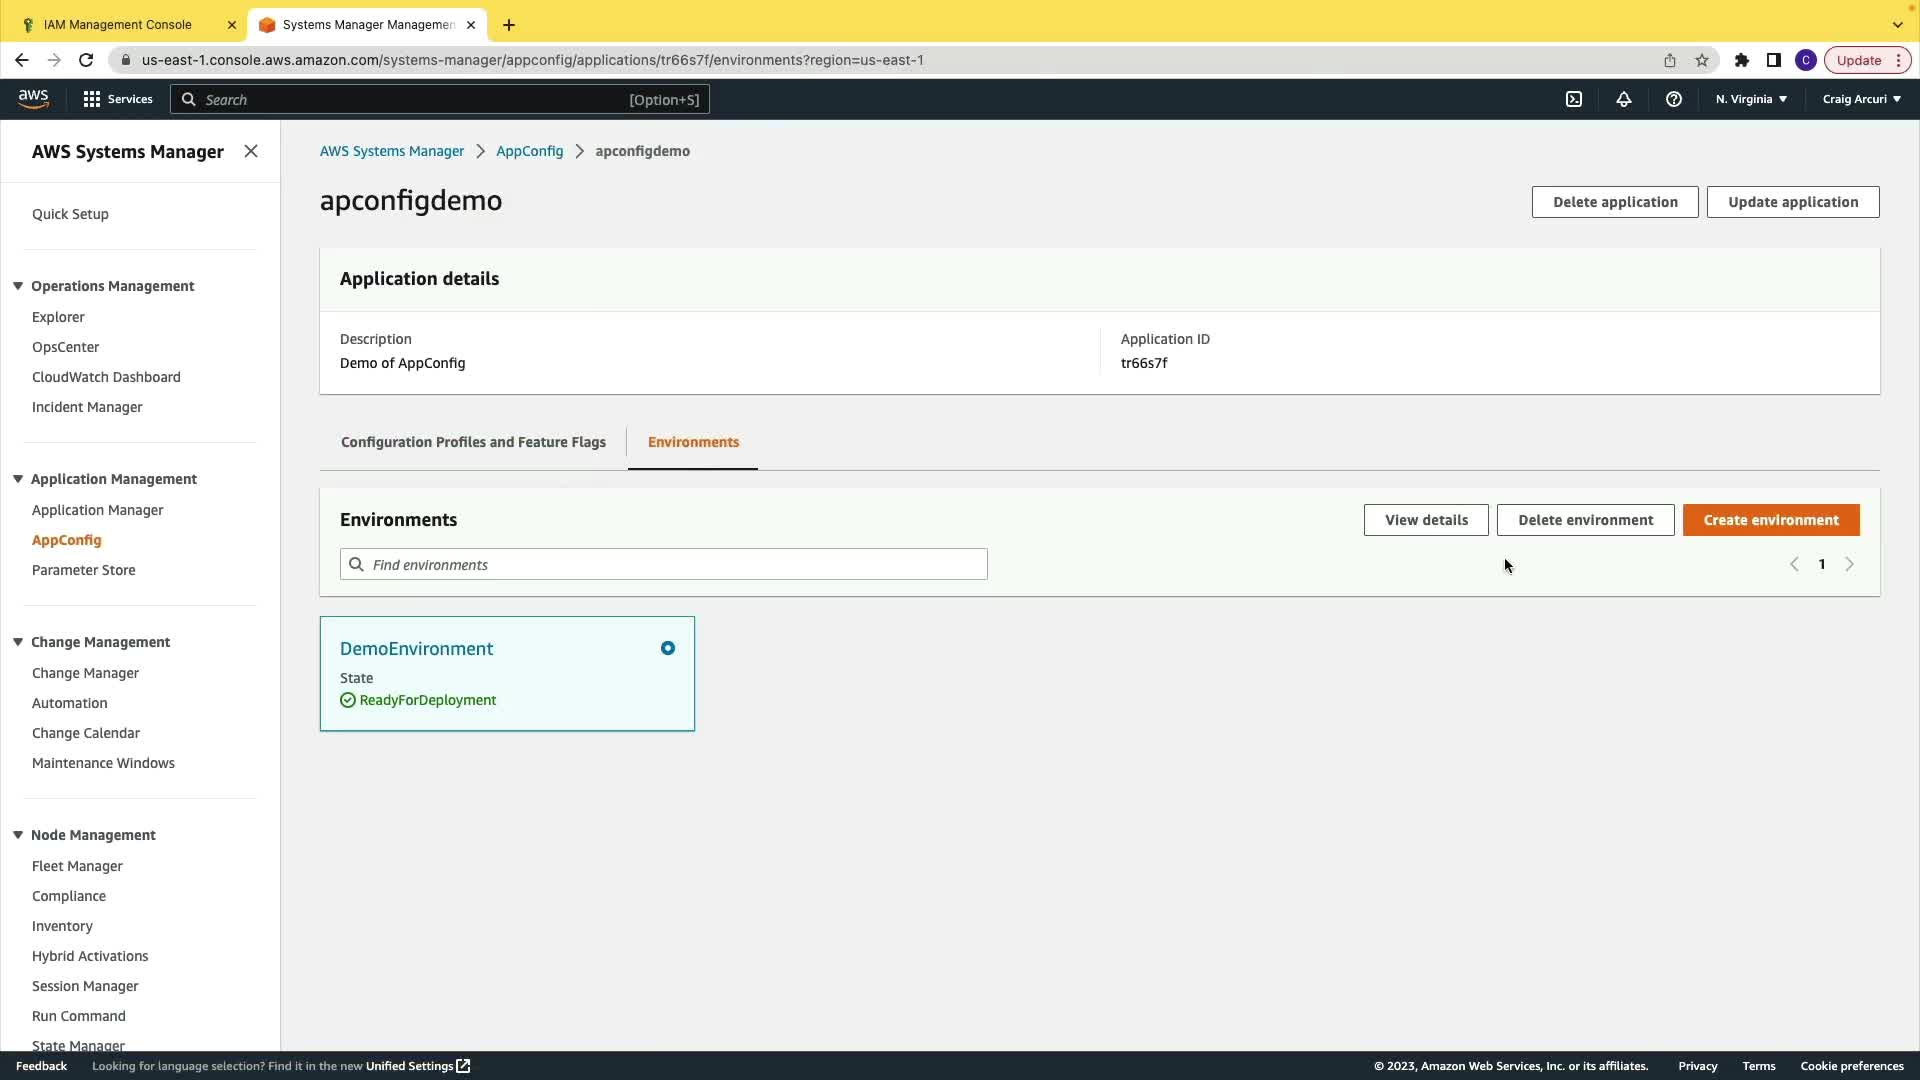 IAM Management Console
Systems Manager Managemen
us-east-1.console.aws.amazon.com/systems-manager/appconfig/applications/tr66s7f/environments?region=us-east-1
C
Update
aws
Services
Search
[Option+S]
N. Virginia
Craig Arcuri
AWS Systems Manager
Quick Setup
Operations Management
Explorer
OpsCenter
CloudWatch Dashboard
Incident Manager
Application Management
Application Manager
AppConfig
Parameter Store
Change Management
Change Manager
Automation
Change Calendar
Maintenance Windows
Node Management
Fleet Manager
Compliance
Inventory
Hybrid Activations
Session Manager
Run Command
State Manager
AWS Systems Manager > AppConfig > apconfigdemo
apconfigdemo
Delete application
Update application
Application details
Description
Demo of AppConfig
Application ID
tr66s7f
Configuration Profiles and Feature Flags
Environments
Environments
View details
Delete environment
Create environment
Find environments
1
DemoEnvironment
State
ReadyForDeployment
Feedback
Looking for language selection? Find it in the new Unified Settings
© 2023, Amazon Web Services, Inc. or its affiliates.
Privacy
Terms
Cookie preferences